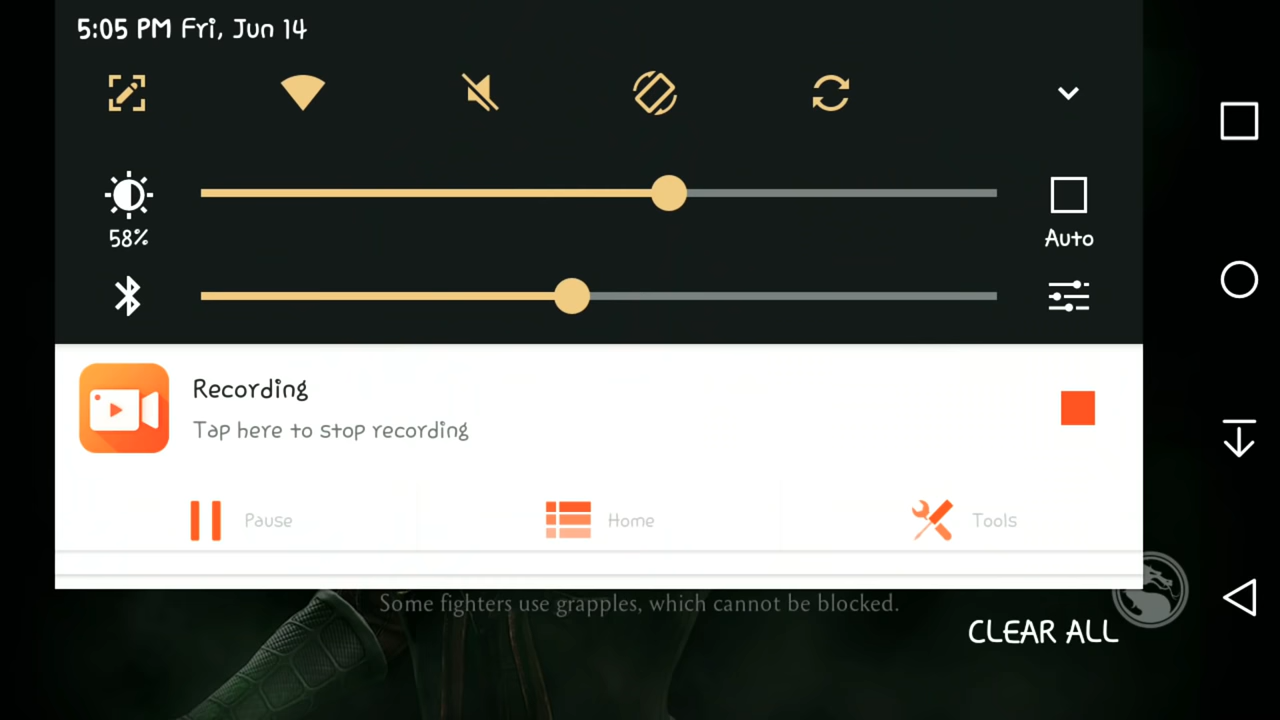 5:05 PM Fri, Jun 14
58%
Auto
Recording
Tap here to stop recording
Pause
Home
Tools
Some fighters use grapples, which cannot be blocked.
CLEAR ALL